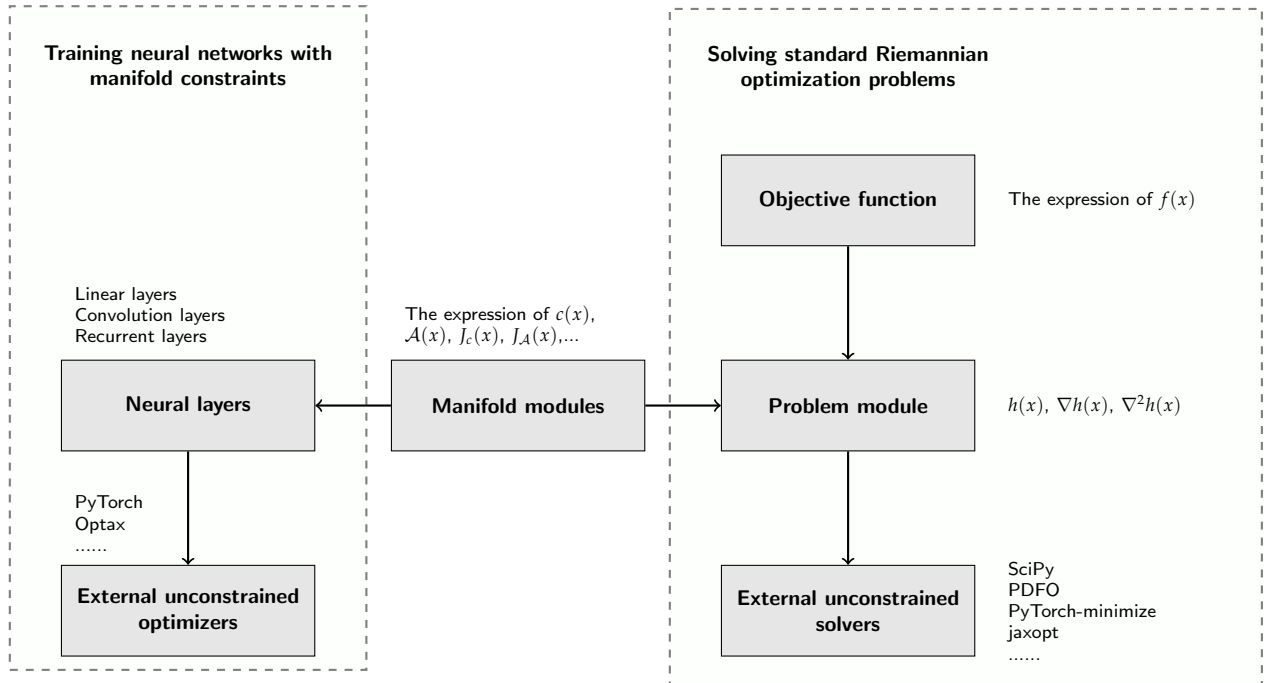 Training neural networks with
manifold constraints
Linear layers
Convolution layers
Recurrent layers
Neural layers
PyTorch
Optax
......
External unconstrained
optimizers
The expression of c(x),
𝒜(x), J_c(x), J_𝒜(x),...
Manifold modules
Solving standard Riemannian
optimization problems
Objective function
The expression of f(x)
Problem module
h(x), ∇h(x), ∇²h(x)
External unconstrained
solvers
SciPy
PDFO
PyTorch-minimize
jaxopt
......